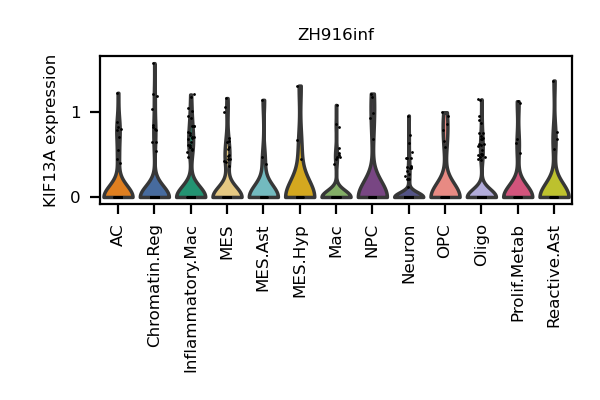 ZH916inf
KIF13A expression
1
0
AC
Chromatin.Reg
Inflammatory.Mac
MES
MES.Ast
MES.Hyp
Mac
NPC
Neuron
OPC
Oligo
Prolif.Metab
Reactive.Ast